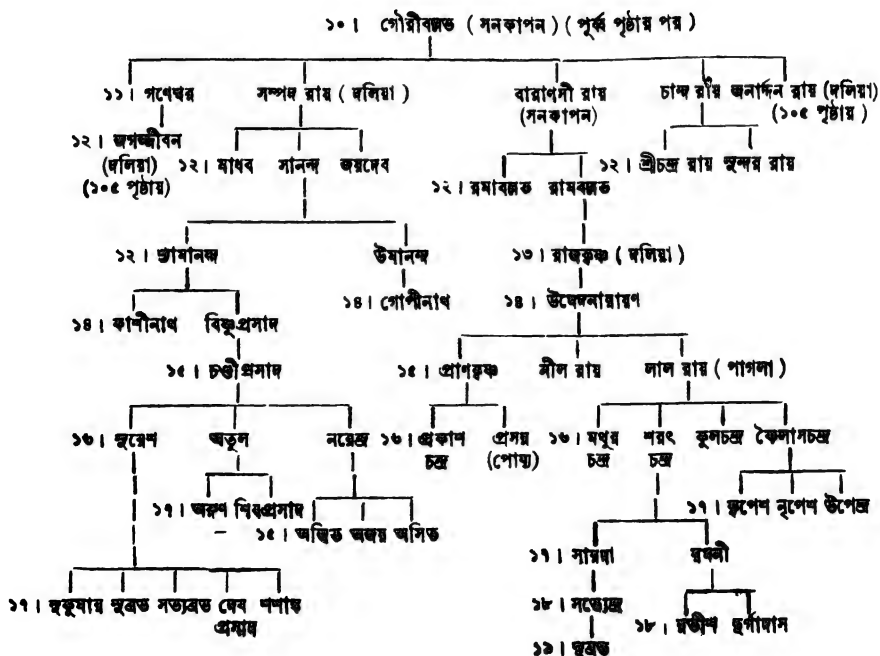 ১০। গৌরীবল্লভ (সনকাপন) (পূর্ব্ব পৃষ্ঠায় পর)
১১। গণেশ্বর সম্পদ রায় (দলিয়া) বারাণসী রায় চান্দ রায় জনার্দ্দন রায় (দলিয়া)
(সনকাপন) (১০৫ পৃষ্ঠায়)
১২। জগজ্জীবন ১২। মাধব সানন্দ জয়দেব ১২। রমাবল্লভ রামবল্লভ ১২। শ্রীচন্দ্র রায় সুন্দর রায়
(দলিয়া)
(১০৫ পৃষ্ঠায়)
১২। শ্যামানন্দ উমানন্দ ১৩। রাজকৃষ্ণ (দলিয়া)
১৪। কাশীনাথ বিষ্ণুপ্রসাদ ১৪। গোপীনাথ ১৪। উদ্দেনারায়ণ
১৫। চণ্ডীপ্রসাদ ১৫। প্রাণকৃষ্ণ নীল রায় লাল রায় (পাগলা)
১৬। সুরেশ অতুল নরেন্দ্র ১৬। প্রকাশ প্রসন্ন ১৬। মথুর শরৎ কুলচন্দ্র কৈলাসচন্দ্র
চন্দ্র (পোষ্য) চন্দ্র চন্দ্র
১৭। অরুণ শিবপ্রসাদ ১৫। অজিত অজয় অসিত ১৭। রূপেশ নৃপেশ উপেন্দ্র
১৭। সুকুমার সুব্রত সত্যব্রত দেব শশাঙ্ক
প্রসাদ
১৭। সারদা রমনী
১৮। সত্যেন্দ্র ১৮। রতীশ দুর্গাদাস
১৯। সুব্রত